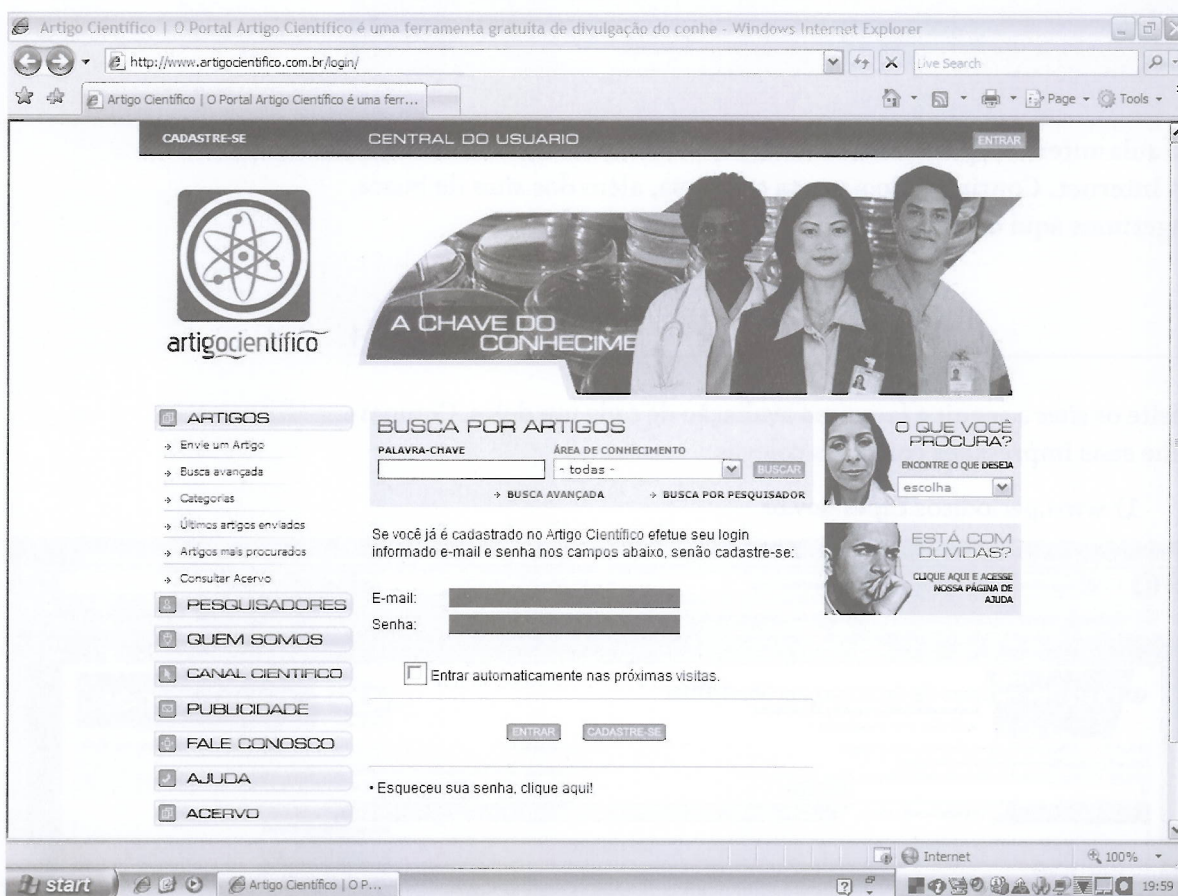 Artigo Científico | O Portal Artigo Científico é uma ferramenta gratuita de divulgação do conhe - Windows Internet Explorer
http://www.artigocientifico.com.br/login/
Live Search
Artigo Científico | O Portal Artigo Científico é uma ferr...
Page
Tools
CADASTRE-SE
CENTRAL DO USUARIO
ENTRAR
artigocientífico
A CHAVE DO
CONHECIME
ARTIGOS
Envie um Artigo
Busca avançada
Categorias
Últimos artigos enviados
Artigos mais procurados
Consultar Acervo
PESQUISADORES
QUEM SOMOS
CANAL CIENTIFICO
PUBLICIDADE
FALE CONOSCO
AJUDA
ACERVO
BUSCA POR ARTIGOS
PALAVRA-CHAVE
ÁREA DE CONHECIMENTO
- todas -
BUSCAR
BUSCA AVANÇADA
BUSCA POR PESQUISADOR
Se você já é cadastrado no Artigo Científico efetue seu login
informado e-mail e senha nos campos abaixo, senão cadastre-se:
E-mail:
Senha:
Entrar automaticamente nas próximas visitas.
ENTRAR
CADASTRE-SE
• Esqueceu sua senha, clique aqui!
O QUE VOCÊ
PROCURA?
ENCONTRE O QUE DESEJA
escolha
ESTÁ COM
DÚVIDAS?
CLIQUE AQUI E ACESSE
NOSSA PÁGINA DE
AJUDA
Internet
100%
start
Artigo Científico | O P...
19:59